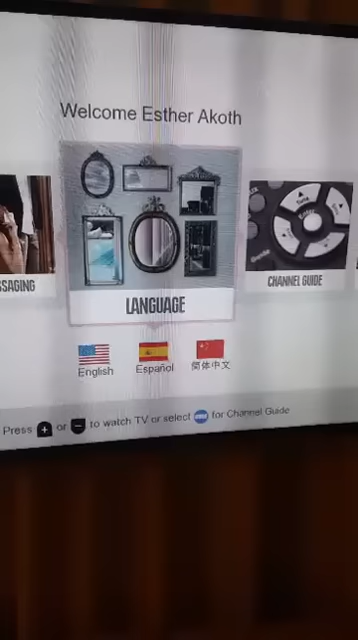 Welcome Esther Akoth
SSAGING
LANGUAGE
CHANNEL GUIDE
English
Español
简体中文
Press + or − to watch TV or select for Channel Guide